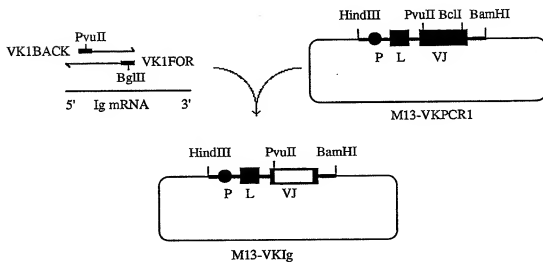 PvuII
VK1BACK
VK1FOR
BglII
5' Ig mRNA 3'
HindIII PvuII BclI BamHI
P L VJ
M13-VKPCR1
HindIII PvuII BamHI
P L VJ
M13-VKIg